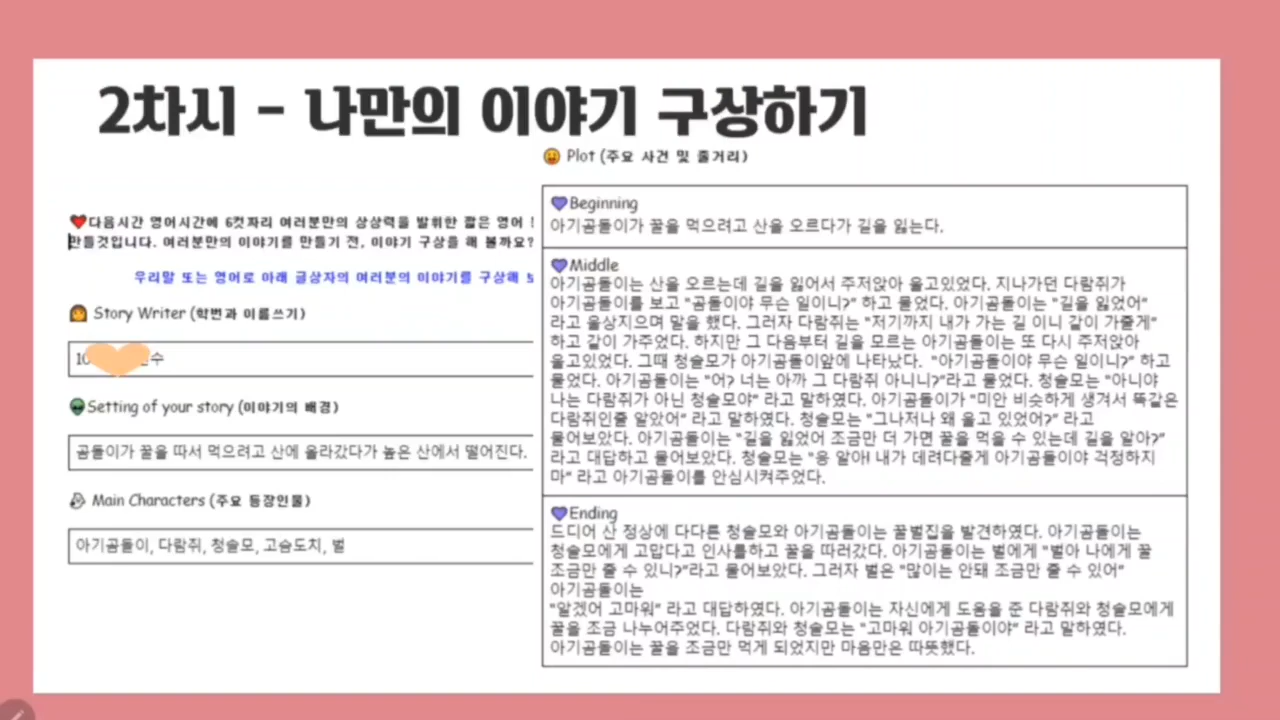 2차시 - 나만의 이야기 구상하기
다음시간 영어시간에 6컷짜리 여러분만의 상상력을 발휘한 짧은 영어
만들것입니다. 여러분만의 이야기를 만들기 전, 이야기 구상을 해 볼까요?
우리말 또는 영어로 아래 글상자의 여러분의 이야기를 구상해
Story Writer (학번과 이름쓰기)
10 수
Setting of your story (이야기의 배경)
곰돌이가 꿀을 따서 먹으려고 산에 올라갔다가 높은 산에서 떨어진다.
Main Characters (주요 등장인물)
아기곰돌이, 다람쥐, 청솔모, 고슴도치, 벌
Plot (주요 사건 및 줄거리)
Beginning
아기곰돌이가 꿀을 먹으려고 산을 오르다가 길을 잃는다.
Middle
아기곰돌이는 산을 오르는데 길을 잃어서 주저앉아 울고있었다. 지나가던 다람쥐가
아기곰돌이를 보고 "곰돌이야 무슨 일이니?" 하고 물었다. 아기곰돌이는 "길을 잃었어"
라고 울상지으며 말을 했다. 그러자 다람쥐는 "저기까지 내가 가는 길 이니 같이 가줄게"
하고 같이 가주었다. 하지만 그 다음부터 길을 모르는 아기곰돌이는 또 다시 주저앉아
울고있었다. 그때 청솔모가 아기곰돌이앞에 나타났다. "아기곰돌이야 무슨 일이니?" 하고
물었다. 아기곰돌이는 "어? 너는 아까 그 다람쥐 아니니?"라고 물었다. 청솔모는 "아니야
나는 다람쥐가 아닌 청솔모야" 라고 말하였다. 아기곰돌이가 "미안 비슷하게 생겨서 똑같은
다람쥐인줄 알았어" 라고 말하였다. 청솔모는 "그나저나 왜 울고 있었어?" 라고
물어보았다. 아기곰돌이는 "길을 잃었어 조금만 더 가면 꿀을 먹을 수 있는데 길을 알아?"
라고 대답하고 물어보았다. 청솔모는 "응 알아! 내가 데려다줄게 아기곰돌이야 걱정하지
마" 라고 아기곰돌이를 안심시켜주었다.
Ending
드디어 산 정상에 다다른 청솔모와 아기곰돌이는 꿀벌집을 발견하였다. 아기곰돌이는
청솔모에게 고맙다고 인사를하고 꿀을 따러갔다. 아기곰돌이는 벌에게 "벌아 나에게 꿀
조금만 줄 수 있니?"라고 물어보았다. 그러자 벌은 "많이는 안돼 조금만 줄 수 있어"
아기곰돌이는
"알겠어 고마워" 라고 대답하였다. 아기곰돌이는 자신에게 도움을 준 다람쥐와 청솔모에게
꿀을 조금 나누어주었다. 다람쥐와 청솔모는 "고마워 아기곰돌이야" 라고 말하였다.
아기곰돌이는 꿀을 조금만 먹게 되었지만 마음만은 따뜻했다.